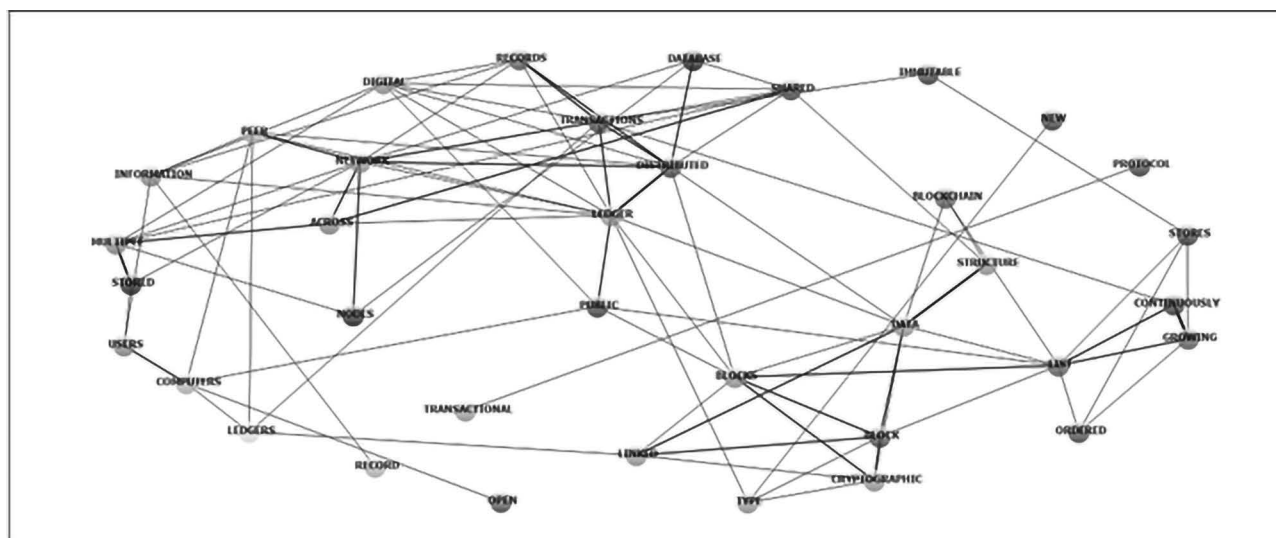 RECORDS
DATABASE
IMMUTABLE
DIGITAL
SHARED
NEW
TRANSACTIONS
PEER
NETWORK
DISTRIBUTED
PROTOCOL
INFORMATION
BLOCKCHAIN
LEDGER
ACROSS
STORES
MULTIPLE
STRUCTURE
STORED
CONTINUOUSLY
PUBLIC
NODES
DATA
GROWING
USERS
LIST
BLOCKS
COMPUTERS
TRANSACTIONAL
LEDGERS
BLOCK
ORDERED
LINKED
RECORD
CRYPTOGRAPHIC
OPEN
TYPE